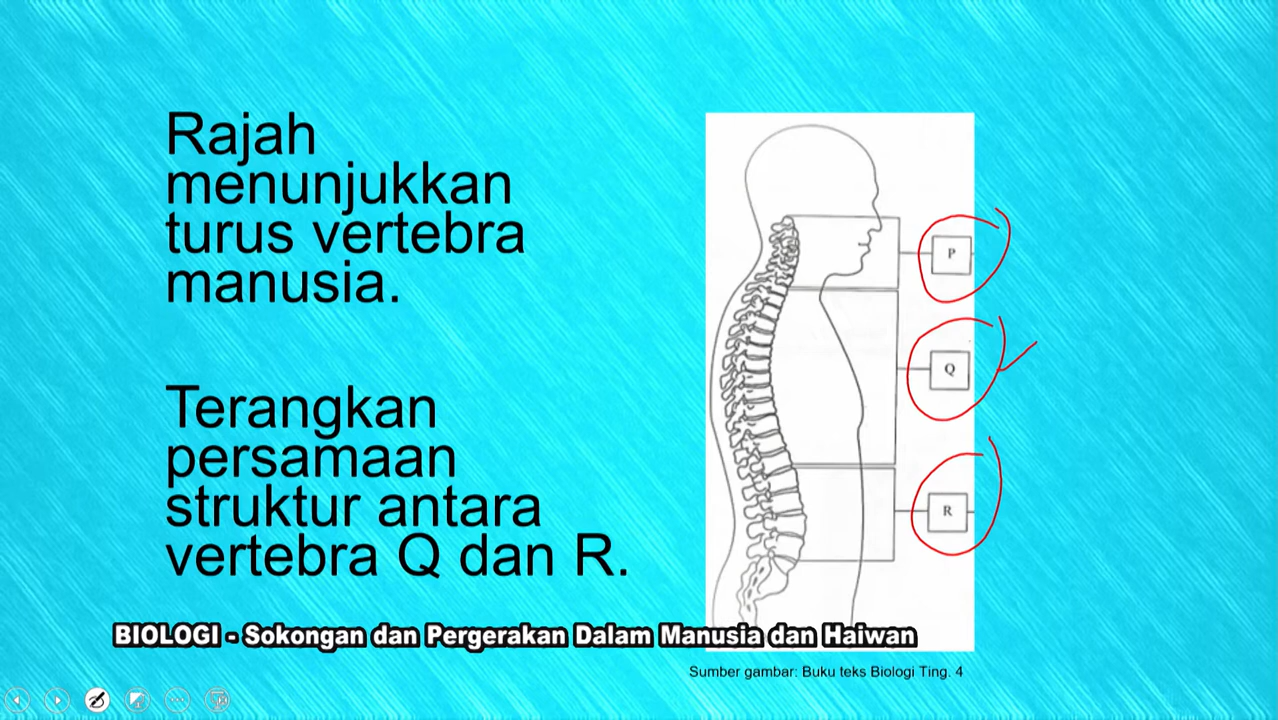 Rajah
menunjukkan
turus vertebra
manusia.
Terangkan
persamaan
struktur antara
vertebra Q dan R.
P
Q
R
BIOLOGI - Sokongan dan Pergerakan Dalam Manusia dan Haiwan
Sumber gambar: Buku teks Biologi Ting. 4